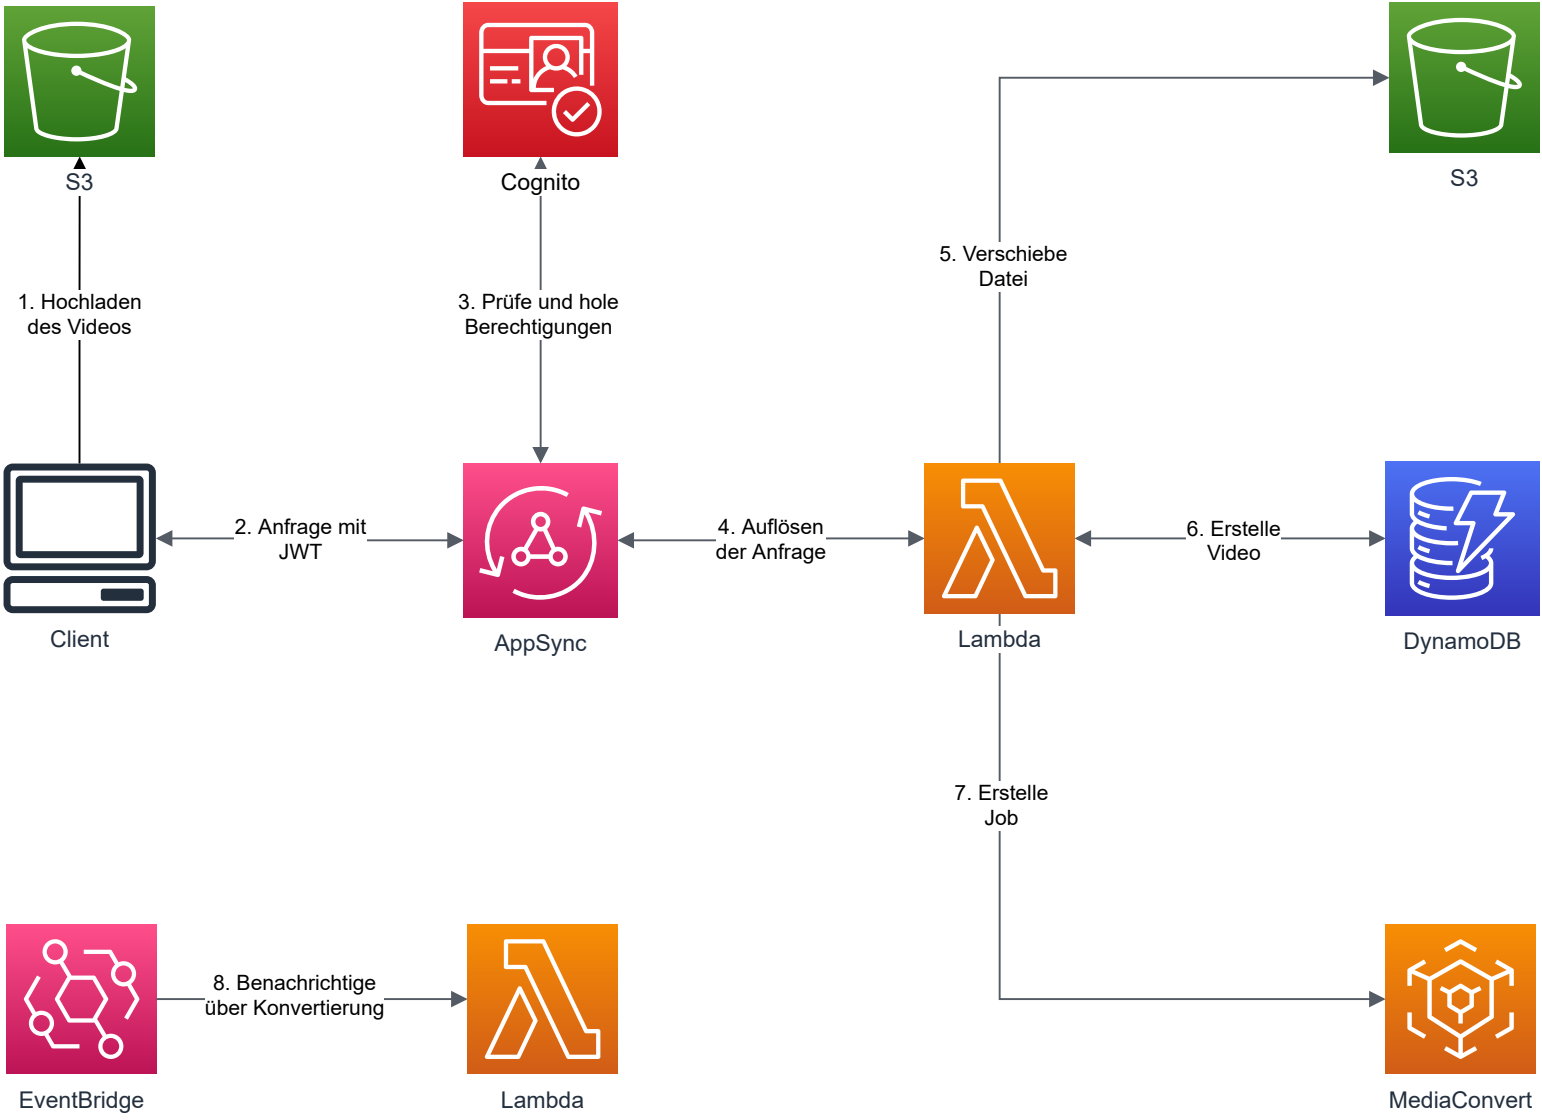 S3
Cognito
S3
5. Verschiebe
Datei
1. Hochladen
des Videos
3. Prüfe und hole
Berechtigungen
2. Anfrage mit
JWT
4. Auflösen
der Anfrage
6. Erstelle
Video
Client
AppSync
Lambda
DynamoDB
7. Erstelle
Job
8. Benachrichtige
über Konvertierung
EventBridge
Lambda
MediaConvert